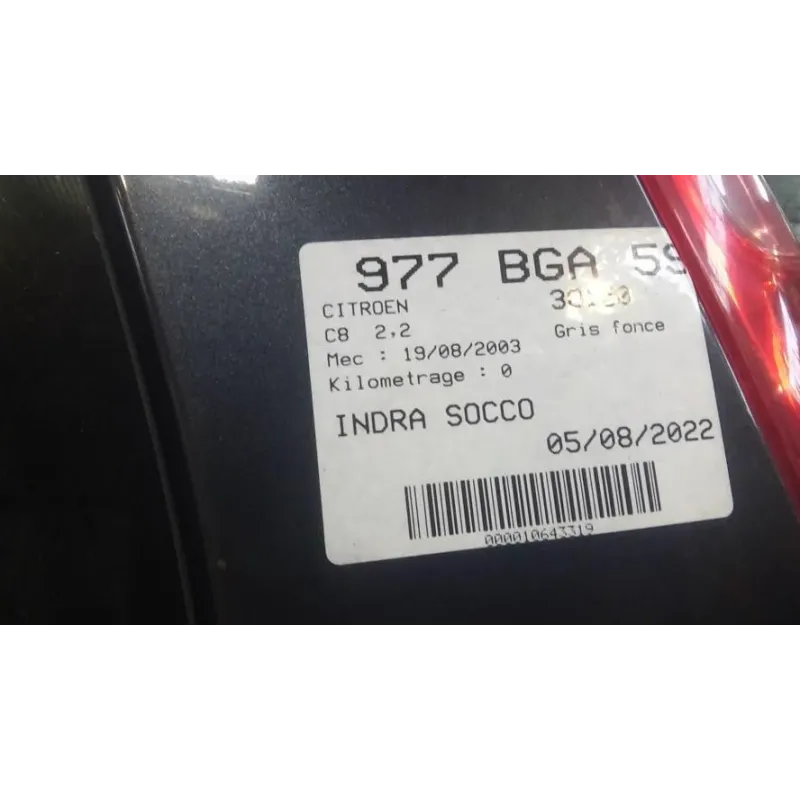 977 BGA 59
CITROEN
C8 2,2 Gris fonce
Mec : 19/08/2003
Kilometrage : 0
INDRA SOCCO
05/08/2022
000010643319